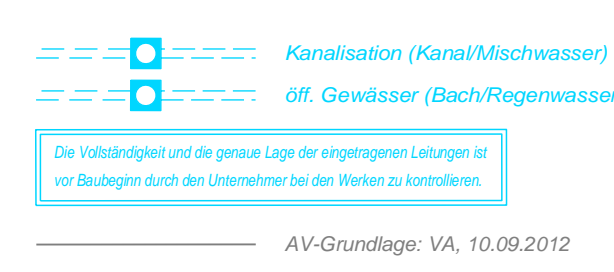 Kanalisation (Kanal/Mischwasser)
öff. Gewässer (Bach/Regenwasser
Die Vollständigkeit und die genaue Lage der eingetragenen Leitungen ist
vor Baubeginn durch den Unternehmer bei den Werken zu kontrollieren.
AV-Grundlage: VA, 10.09.2012